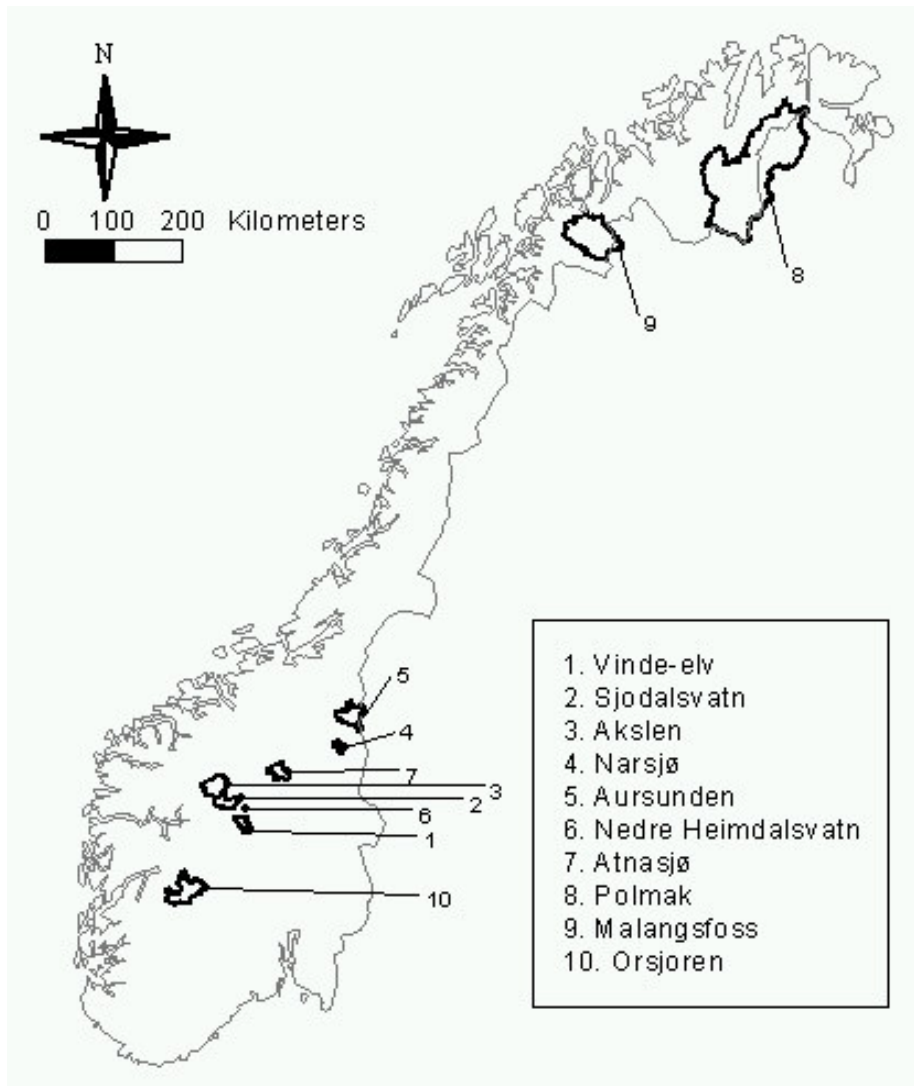 N
0 100 200 Kilometers
8
9
5
4
7
3
2
6
1
10
1. Vinde-elv
2. Sjodalsvatn
3. Akslen
4. Narsjø
5. Aursunden
6. Nedre Heimdalsvatn
7. Atnasjø
8. Polmak
9. Malangsfoss
10. Orsjoren